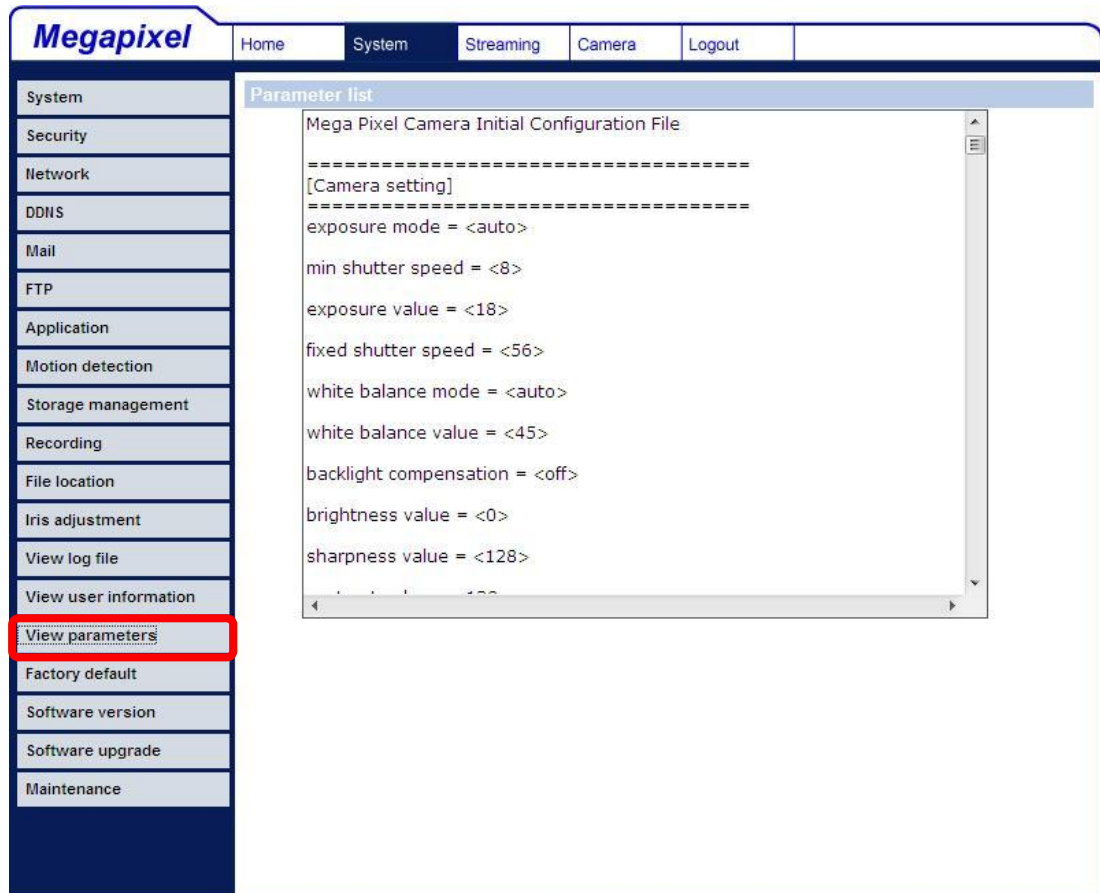 Megapixel
Home System Streaming Camera Logout
System
Security
Network
DDNS
Mail
FTP
Application
Motion detection
Storage management
Recording
File location
Iris adjustment
View log file
View user information
View parameters
Factory default
Software version
Software upgrade
Maintenance
Parameter list
Mega Pixel Camera Initial Configuration File
====================================
[Camera setting]
====================================
exposure mode = <auto>
min shutter speed = <8>
exposure value = <18>
fixed shutter speed = <56>
white balance mode = <auto>
white balance value = <45>
backlight compensation = <off>
brightness value = <0>
sharpness value = <128>